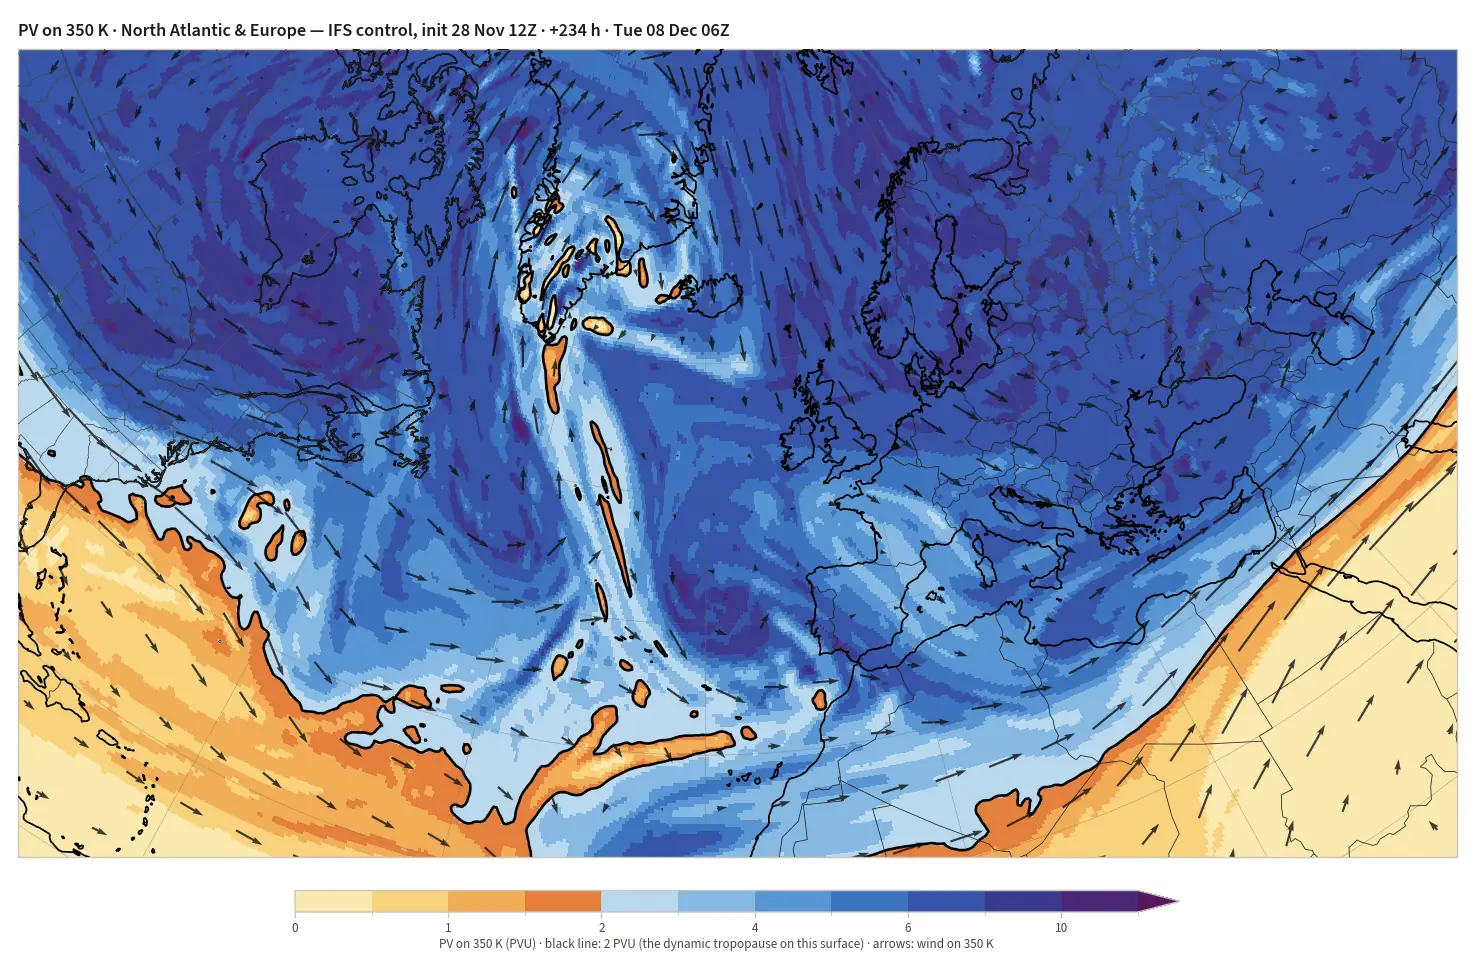 PV on 350 K · North Atlantic & Europe — IFS control, init 28 Nov 12Z · +234 h · Tue 08 Dec 06Z
0 1 2 4 6 10
PV on 350 K (PVU) · black line: 2 PVU (the dynamic tropopause on this surface) · arrows: wind on 350 K